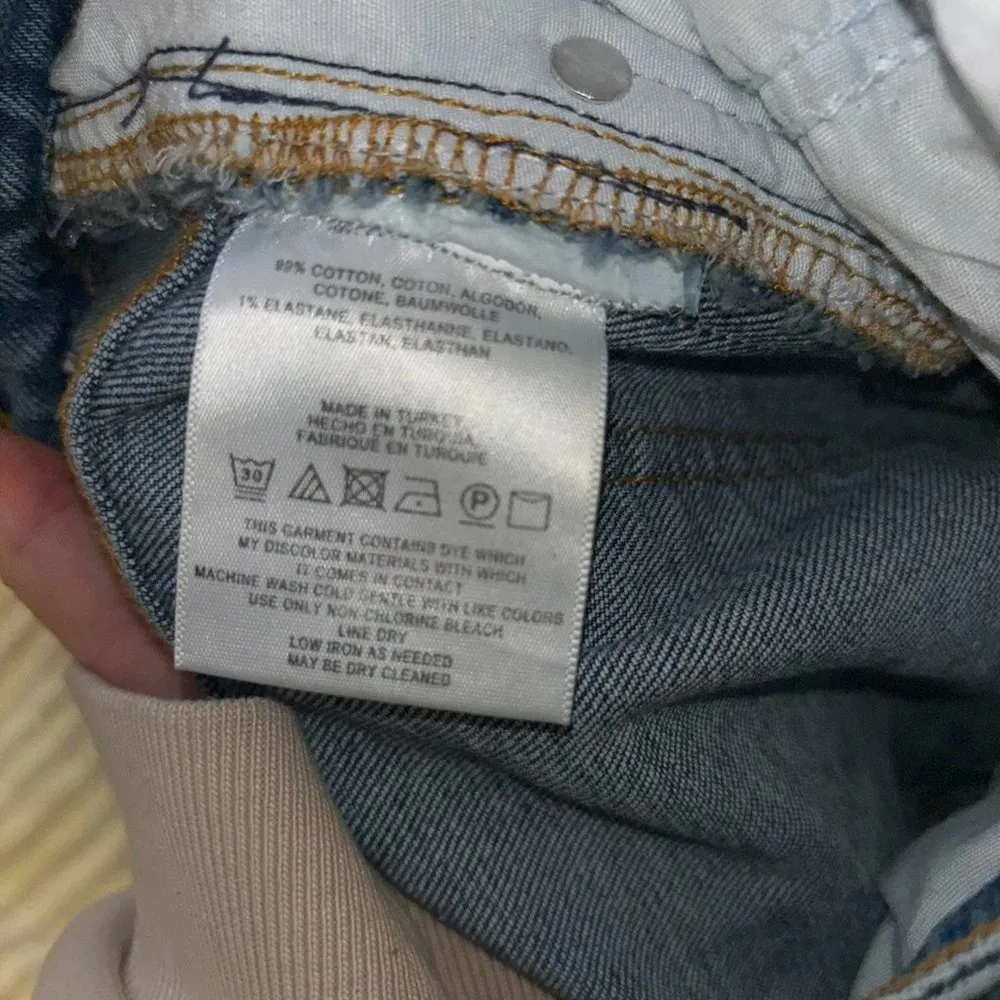 99% COTTON, COTON, ALGODON,
COTONE, BAUMWOLLE
1% ELASTANE, ELASTHANNE, ELASTANO,
ELASTAN, ELASTHAN
MADE IN TURKEY
HECHO EN TURQUIA
FABRIQUE EN TURQUIE
30
P
THIS GARMENT CONTAINS DYE WHICH
MY DISCOLOR MATERIALS WITH WHICH
IT COMES IN CONTACT
MACHINE WASH COLD GENTLE WITH LIKE COLORS
USE ONLY NON-CHLORINE BLEACH
LINE DRY
LOW IRON AS NEEDED
MAY BE DRY CLEANED